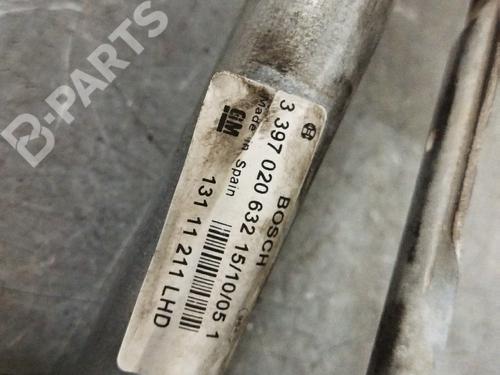 B-PARTS
BOSCH
3 397 020 632 15/10/05 1
GM
Made in Spain
131 11 211 LHD